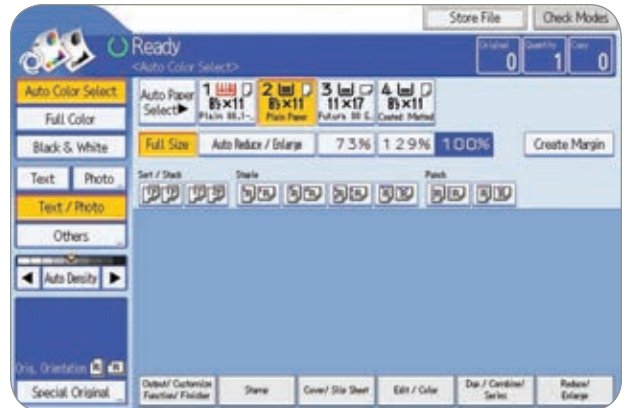 Store File Check Modes
Ready
<Auto Color Select>
Original Quantity Copy
0 1 0
Auto Color Select
Full Color
Black & White
Text Photo
Text / Photo
Others
Auto Density
Orig. Orientation
Special Original
Auto Paper Select▶
1 2 3 4
8½×11 8½×11 11×17 8½×11
Plain Paper
Full Size Auto Reduce / Enlarge 73% 129% 100% Create Margin
Sort / Stack Staple Punch
Output/ Customize Function/ Finisher
Stamp
Cover/ Slip Sheet
Edit / Color
Dup. / Combine/ Series
Reduce/ Enlarge